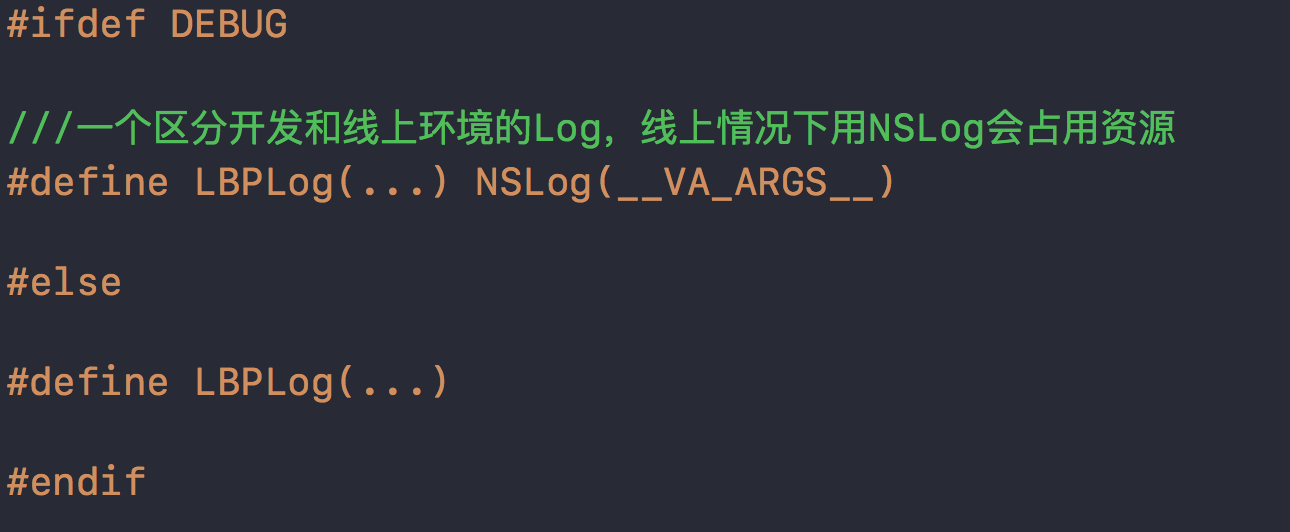 #ifdef DEBUG
///一个区分开发和线上环境的Log，线上情况下用NSLog会占用资源
#define LBPLog(...) NSLog(__VA_ARGS__)
#else
#define LBPLog(...)
#endif